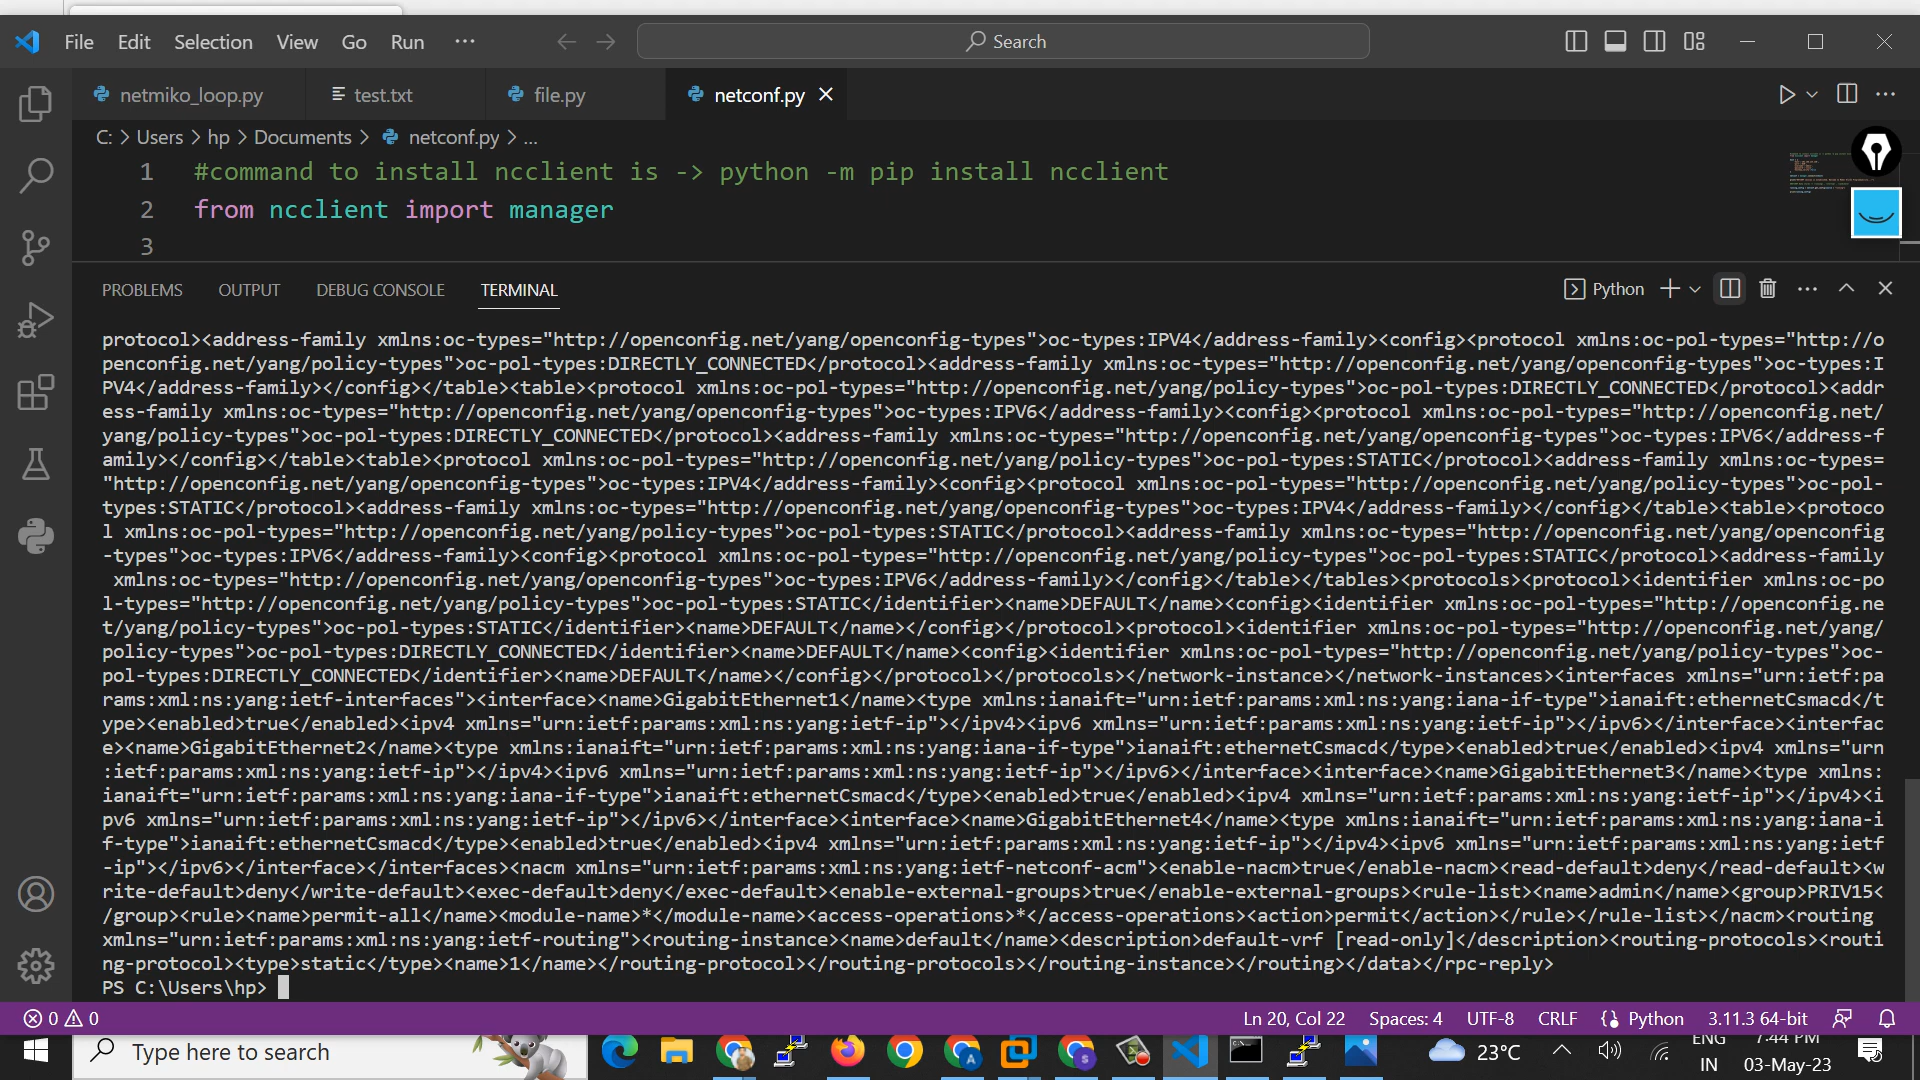 File Edit Selection View Go Run ··· Search
netmiko_loop.py test.txt file.py netconf.py
C: > Users > hp > Documents > netconf.py > ...
1 #command to install ncclient is -> python -m pip install ncclient
2 from ncclient import manager
3
PROBLEMS OUTPUT DEBUG CONSOLE TERMINAL Python
protocol><address-family xmlns:oc-types="http://openconfig.net/yang/openconfig-types">oc-types:IPV4</address-family><config><protocol xmlns:oc-pol-types="http://o
penconfig.net/yang/policy-types">oc-pol-types:DIRECTLY_CONNECTED</protocol><address-family xmlns:oc-types="http://openconfig.net/yang/openconfig-types">oc-types:I
PV4</address-family></config></table><table><protocol xmlns:oc-pol-types="http://openconfig.net/yang/policy-types">oc-pol-types:DIRECTLY_CONNECTED</protocol><addr
ess-family xmlns:oc-types="http://openconfig.net/yang/openconfig-types">oc-types:IPV6</address-family><config><protocol xmlns:oc-pol-types="http://openconfig.net/
yang/policy-types">oc-pol-types:DIRECTLY_CONNECTED</protocol><address-family xmlns:oc-types="http://openconfig.net/yang/openconfig-types">oc-types:IPV6</address-f
amily></config></table><table><protocol xmlns:oc-pol-types="http://openconfig.net/yang/policy-types">oc-pol-types:STATIC</protocol><address-family xmlns:oc-types=
"http://openconfig.net/yang/openconfig-types">oc-types:IPV4</address-family><config><protocol xmlns:oc-pol-types="http://openconfig.net/yang/policy-types">oc-pol-
types:STATIC</protocol><address-family xmlns:oc-types="http://openconfig.net/yang/openconfig-types">oc-types:IPV4</address-family></config></table><table><protoco
l xmlns:oc-pol-types="http://openconfig.net/yang/policy-types">oc-pol-types:STATIC</protocol><address-family xmlns:oc-types="http://openconfig.net/yang/openconfig
-types">oc-types:IPV6</address-family><config><protocol xmlns:oc-pol-types="http://openconfig.net/yang/policy-types">oc-pol-types:STATIC</protocol><address-family
 xmlns:oc-types="http://openconfig.net/yang/openconfig-types">oc-types:IPV6</address-family></config></table></tables><protocols><protocol><identifier xmlns:oc-po
l-types="http://openconfig.net/yang/policy-types">oc-pol-types:STATIC</identifier><name>DEFAULT</name><config><identifier xmlns:oc-pol-types="http://openconfig.ne
t/yang/policy-types">oc-pol-types:STATIC</identifier><name>DEFAULT</name></config></protocol><protocol><identifier xmlns:oc-pol-types="http://openconfig.net/yang/
policy-types">oc-pol-types:DIRECTLY_CONNECTED</identifier><name>DEFAULT</name><config><identifier xmlns:oc-pol-types="http://openconfig.net/yang/policy-types">oc-
pol-types:DIRECTLY_CONNECTED</identifier><name>DEFAULT</name></config></protocol></protocols></network-instance></network-instances><interfaces xmlns="urn:ietf:pa
rams:xml:ns:yang:ietf-interfaces"><interface><name>GigabitEthernet1</name><type xmlns:ianaift="urn:ietf:params:xml:ns:yang:iana-if-type">ianaift:ethernetCsmacd</t
ype><enabled>true</enabled><ipv4 xmlns="urn:ietf:params:xml:ns:yang:ietf-ip"></ipv4><ipv6 xmlns="urn:ietf:params:xml:ns:yang:ietf-ip"></ipv6></interface><interfac
e><name>GigabitEthernet2</name><type xmlns:ianaift="urn:ietf:params:xml:ns:yang:iana-if-type">ianaift:ethernetCsmacd</type><enabled>true</enabled><ipv4 xmlns="urn
:ietf:params:xml:ns:yang:ietf-ip"></ipv4><ipv6 xmlns="urn:ietf:params:xml:ns:yang:ietf-ip"></ipv6></interface><interface><name>GigabitEthernet3</name><type xmlns:
ianaift="urn:ietf:params:xml:ns:yang:iana-if-type">ianaift:ethernetCsmacd</type><enabled>true</enabled><ipv4 xmlns="urn:ietf:params:xml:ns:yang:ietf-ip"></ipv4><i
pv6 xmlns="urn:ietf:params:xml:ns:yang:ietf-ip"></ipv6></interface><interface><name>GigabitEthernet4</name><type xmlns:ianaift="urn:ietf:params:xml:ns:yang:iana-i
f-type">ianaift:ethernetCsmacd</type><enabled>true</enabled><ipv4 xmlns="urn:ietf:params:xml:ns:yang:ietf-ip"></ipv4><ipv6 xmlns="urn:ietf:params:xml:ns:yang:ietf
-ip"></ipv6></interface></interfaces><nacm xmlns="urn:ietf:params:xml:ns:yang:ietf-netconf-acm"><enable-nacm>true</enable-nacm><read-default>deny</read-default><w
rite-default>deny</write-default><exec-default>deny</exec-default><enable-external-groups>true</enable-external-groups><rule-list><name>admin</name><group>PRIV15<
/group><rule><name>permit-all</name><module-name>*</module-name><access-operations>*</access-operations><action>permit</action></rule></rule-list></nacm><routing
xmlns="urn:ietf:params:xml:ns:yang:ietf-routing"><routing-instance><name>default</name><description>default-vrf [read-only]</description><routing-protocols><routi
ng-protocol><type>static</type><name>1</name></routing-protocol></routing-protocols></routing-instance></routing></data></rpc-reply>
PS C:\Users\hp>
0 0 Ln 20, Col 22 Spaces: 4 UTF-8 CRLF Python 3.11.3 64-bit
Type here to search 23°C ENG 7:44 PM
IN 03-May-23